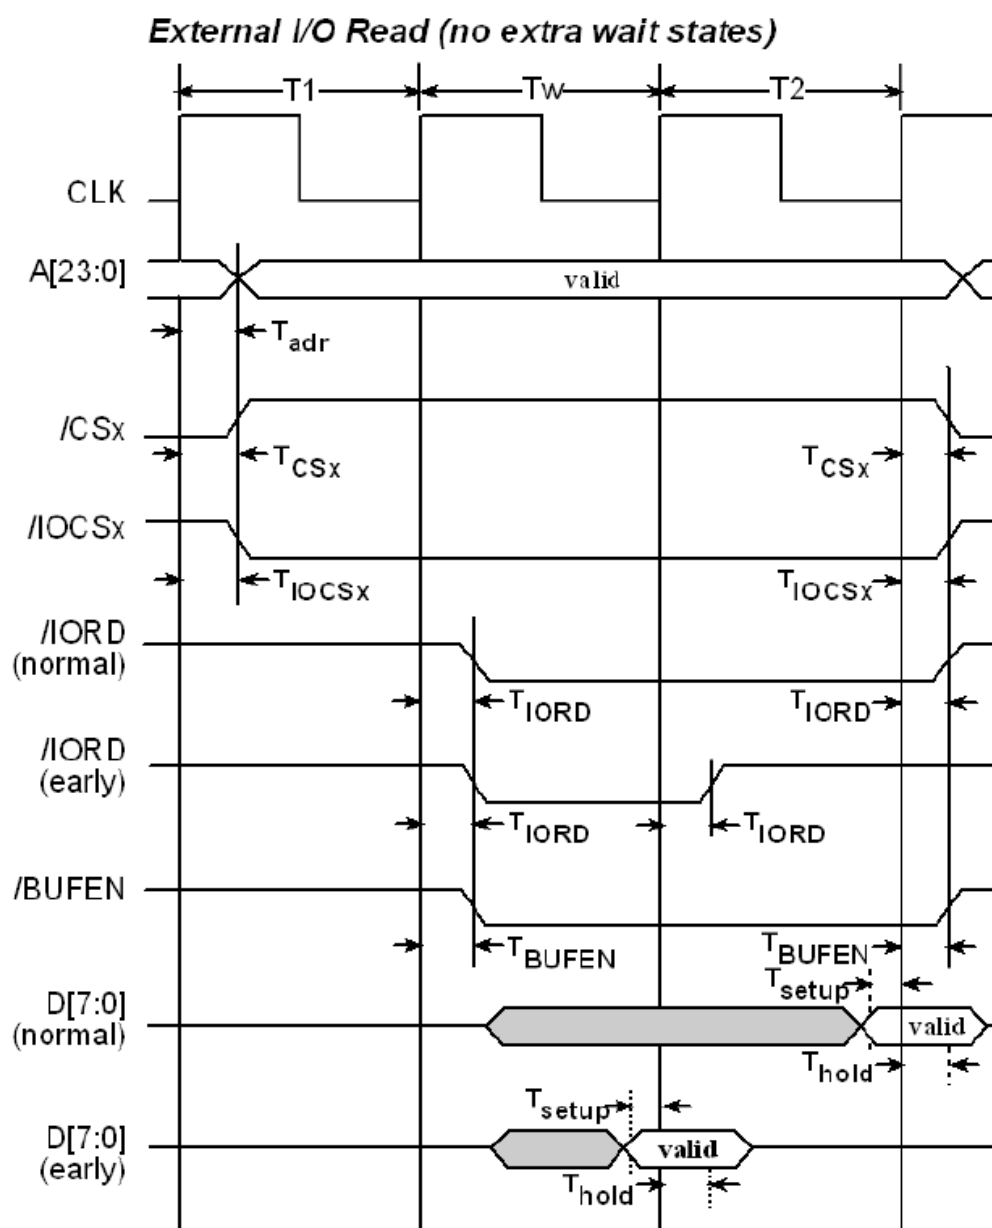 External I/O Read (no extra wait states)
T1 Tw T2
CLK
A[23:0] valid
Tadr
/CSx
TCSx TCSx
/IOCSx
TIOCSx TIOCSx
/IORD
(normal)
TIORD TIORD
/IORD
(early)
TIORD TIORD
/BUFEN
TBUFEN TBUFEN
Tsetup
D[7:0]
(normal) valid
Thold
Tsetup
D[7:0]
(early) valid
Thold